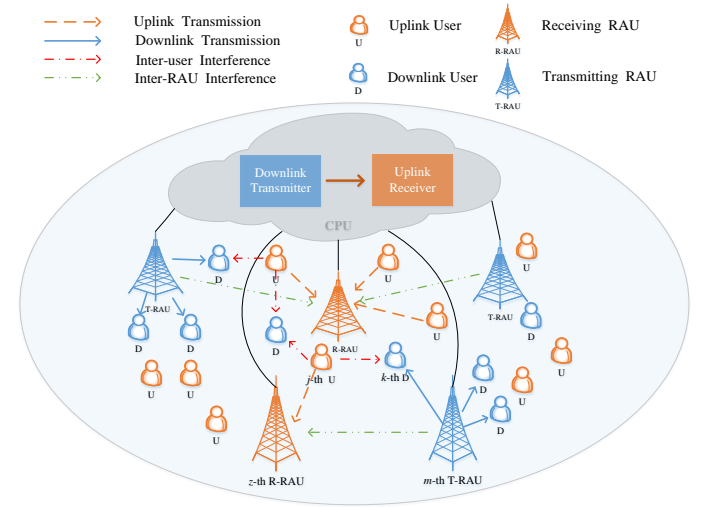 Uplink Transmission
Downlink Transmission
Inter-user Interference
Inter-RAU Interference
Uplink User
U
Downlink User
D
Receiving RAU
R-RAU
Transmitting RAU
T-RAU
Downlink
Transmitter
Uplink
Receiver
CPU
U
D
U
U
T-RAU
T-RAU
D
D
D
U
D
R-RAU
D
j-th U
k-th D
U
U
D
U
U
U
D
z-th R-RAU
m-th T-RAU